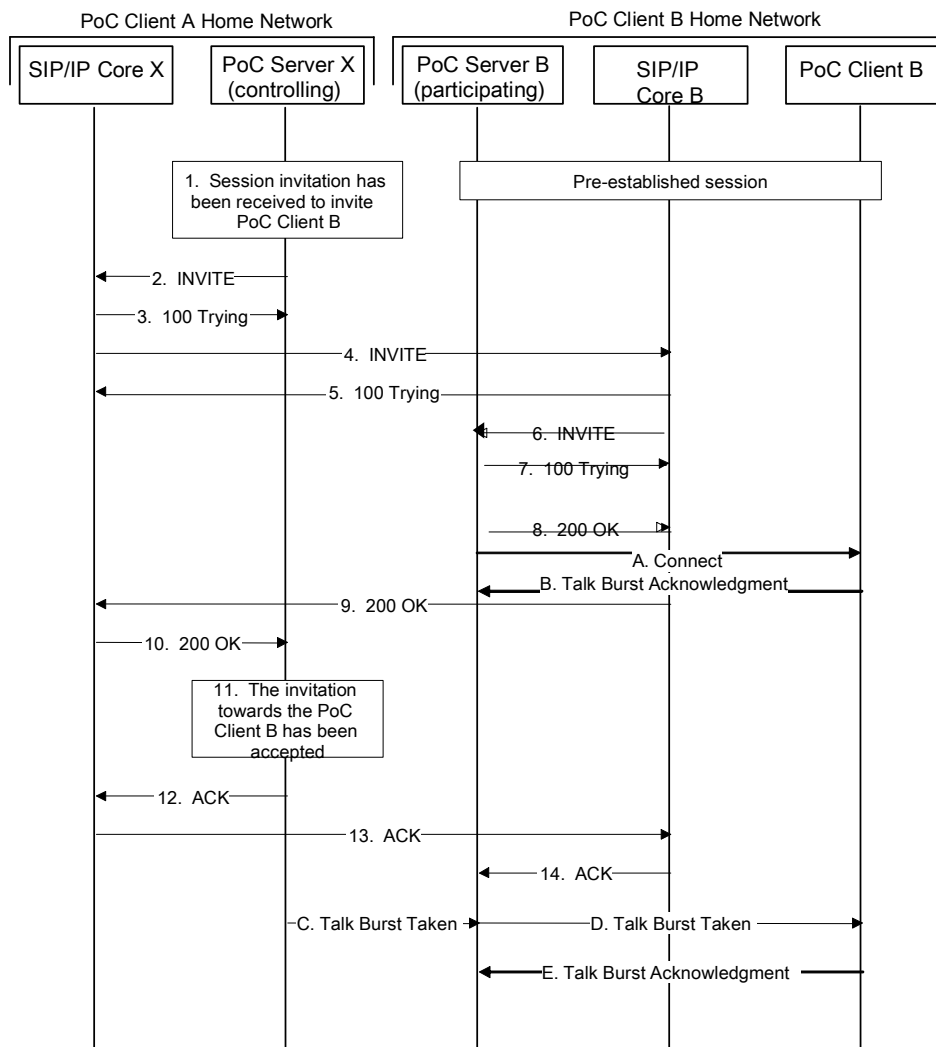 PoC Client A Home Network
PoC Client B Home Network
SIP/IP Core X
PoC Server X
(controlling)
PoC Server B
(participating)
SIP/IP
Core B
PoC Client B
1. Session invitation has
been received to invite
PoC Client B
Pre-established session
2. INVITE
3. 100 Trying
4. INVITE
5. 100 Trying
6. INVITE
7. 100 Trying
8. 200 OK
A. Connect
B. Talk Burst Acknowledgment
9. 200 OK
10. 200 OK
11. The invitation
towards the PoC
Client B has been
accepted
12. ACK
13. ACK
14. ACK
C. Talk Burst Taken
D. Talk Burst Taken
E. Talk Burst Acknowledgment